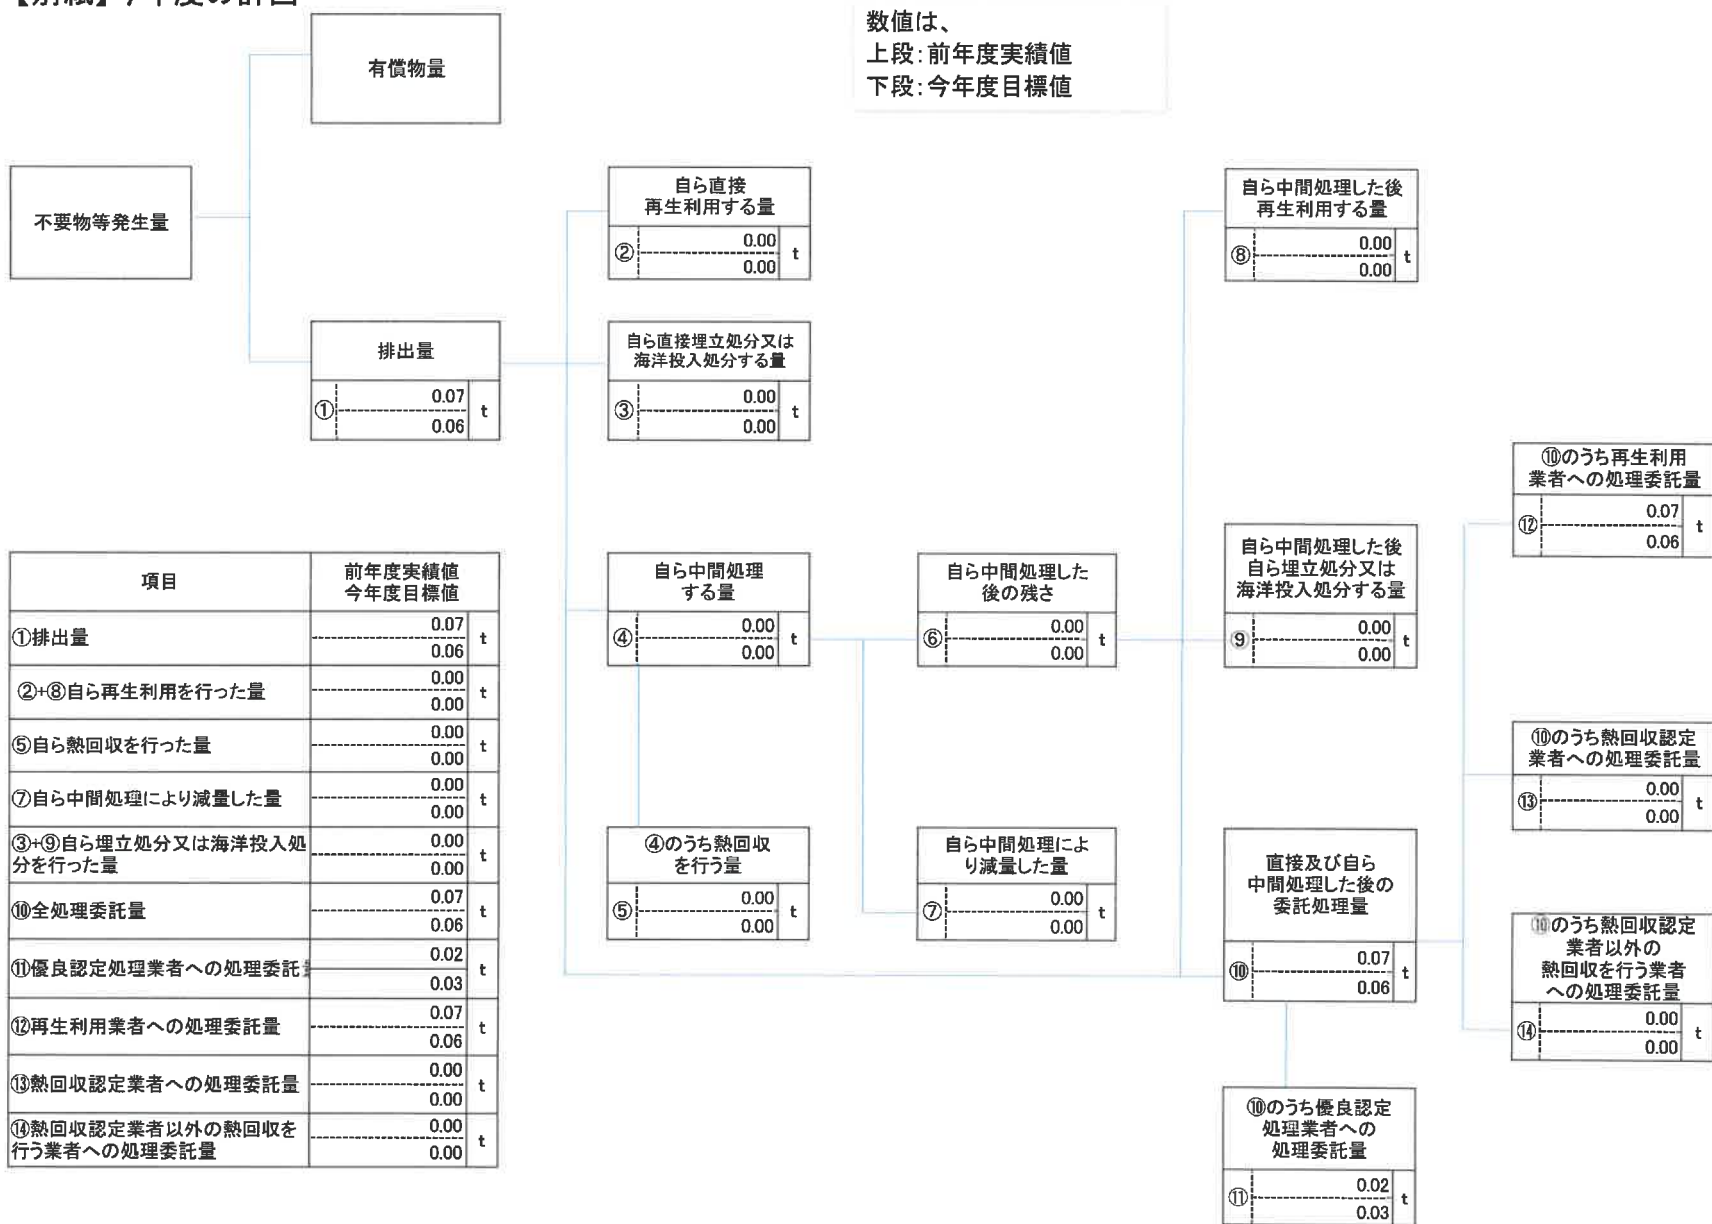 数値は、
上段:前年度実績値
下段:今年度目標値
有償物量
不要物等発生量
排出量
① 0.07 t
0.06
自ら直接
再生利用する量
② 0.00 t
0.00
自ら直接埋立処分又は
海洋投入処分する量
③ 0.00 t
0.00
自ら中間処理した後
再生利用する量
⑧ 0.00 t
0.00
自ら中間処理
する量
④ 0.00 t
0.00
自ら中間処理した
後の残さ
⑥ 0.00 t
0.00
自ら中間処理した後
自ら埋立処分又は
海洋投入処分する量
⑨ 0.00 t
0.00
④のうち熱回収
を行う量
⑤ 0.00 t
0.00
自ら中間処理によ
り減量した量
⑦ 0.00 t
0.00
直接及び自ら
中間処理した後の
委託処理量
⑩ 0.07 t
0.06
⑩のうち再生利用
業者への処理委託量
⑫ 0.07 t
0.06
⑩のうち熱回収認定
業者への処理委託量
⑬ 0.00 t
0.00
⑩のうち熱回収認定
業者以外の
熱回収を行う業者
への処理委託量
⑭ 0.00 t
0.00
⑩のうち優良認定
処理業者への
処理委託量
⑪ 0.02 t
0.03
項目 前年度実績値
今年度目標値
①排出量 0.07 t
0.06
②+⑧自ら再生利用を行った量 0.00 t
0.00
⑤自ら熱回収を行った量 0.00 t
0.00
⑦自ら中間処理により減量した量 0.00 t
0.00
③+⑨自ら埋立処分又は海洋投入処 0.00 t
分を行った量 0.00
⑩全処理委託量 0.07 t
0.06
⑪優良認定処理業者への処理委託 0.02 t
0.03
⑫再生利用業者への処理委託量 0.07 t
0.06
⑬熱回収認定業者への処理委託量 0.00 t
0.00
⑭熱回収認定業者以外の熱回収を 0.00 t
行う業者への処理委託量 0.00